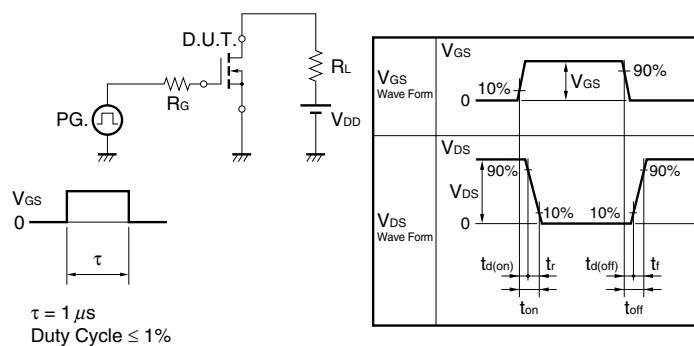 D.U.T.
RL
RG
PG.
VDD
VGS
0
τ
τ = 1 μs
Duty Cycle ≤ 1%
VGS
Wave Form
VGS
10%
VGS
90%
0
VDS
Wave Form
VDS
VDS
90%
90%
10%
10%
0
td(on)
tr
td(off)
tf
ton
toff